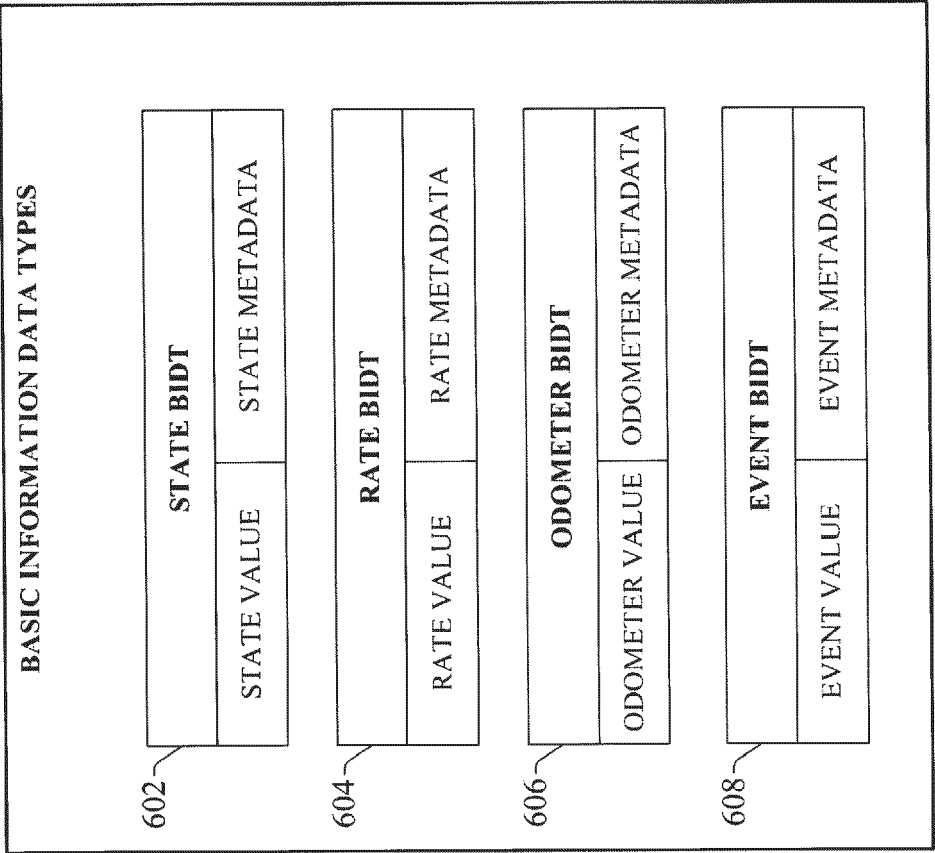 BASIC INFORMATION DATA TYPES
602
STATE BIDT
STATE VALUE
STATE METADATA
604
RATE BIDT
RATE VALUE
RATE METADATA
606
ODOMETER BIDT
ODOMETER VALUE
ODOMETER METADATA
608
EVENT BIDT
EVENT VALUE
EVENT METADATA